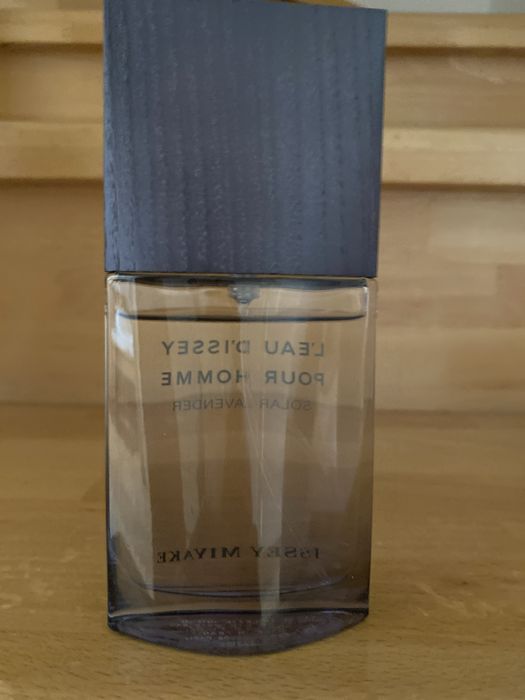 L'EAU D'ISSEY
POUR HOMME
SOLAR LAVENDER
ISSEY MIYAKE